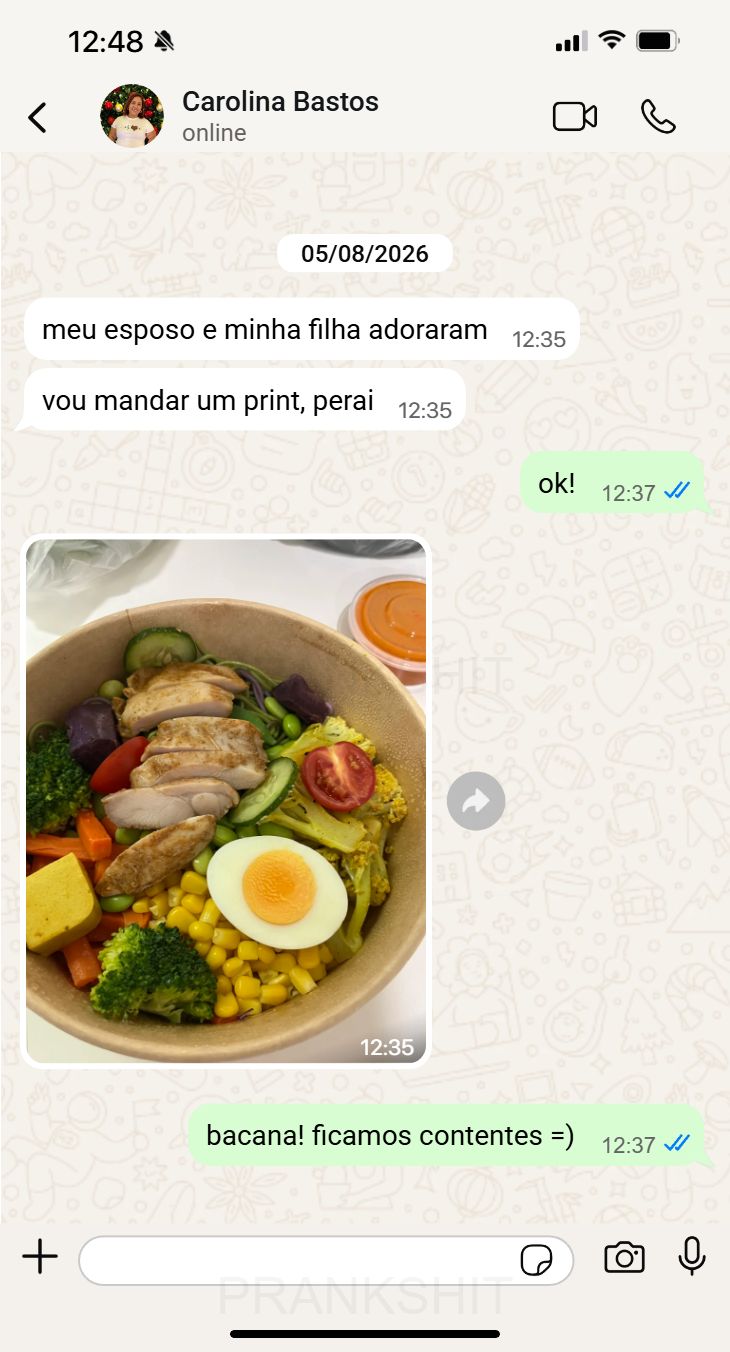 12:48
Carolina Bastos
online
05/08/2026
meu esposo e minha filha adoraram 12:35
vou mandar um print, perai 12:35
ok! 12:37
HIT
12:35
bacana! ficamos contentes =) 12:37
PRANKSHIT